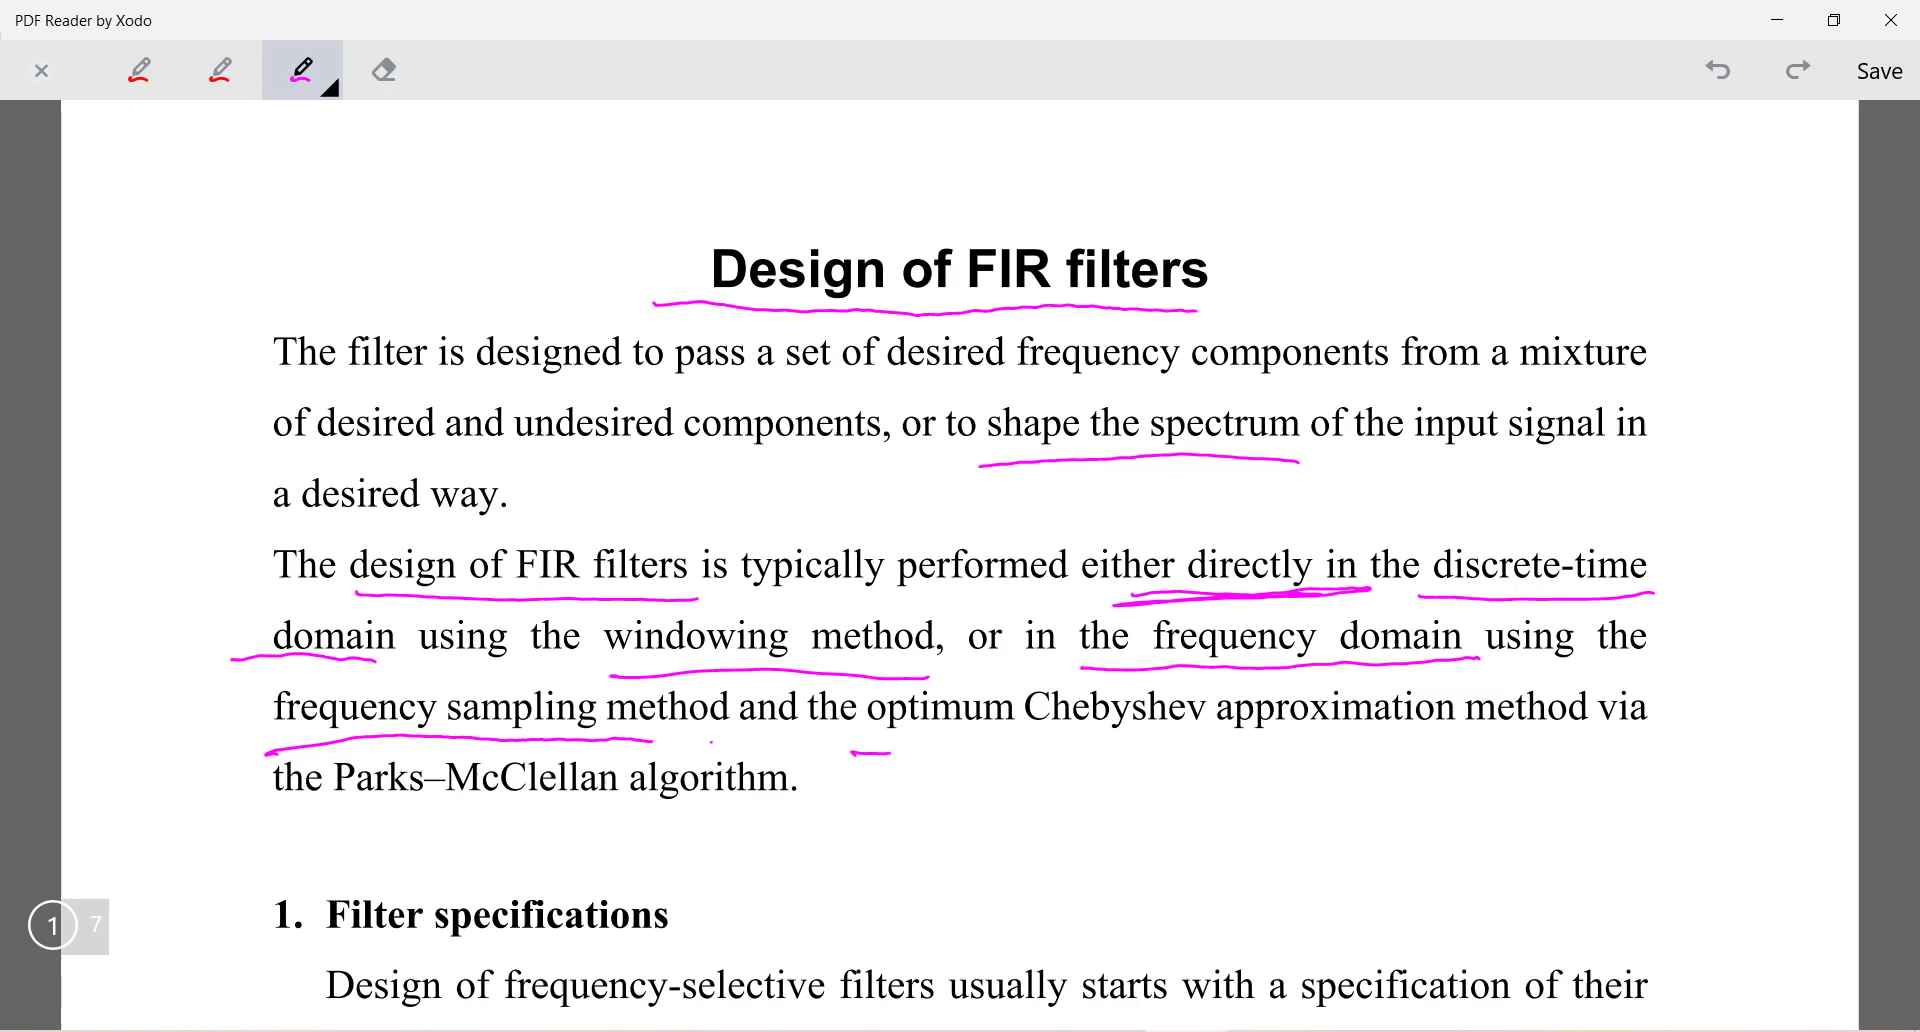 PDF Reader by Xodo
Save
Design of FIR filters
The filter is designed to pass a set of desired frequency components from a mixture
of desired and undesired components, or to shape the spectrum of the input signal in
a desired way.
The design of FIR filters is typically performed either directly in the discrete-time
domain using the windowing method, or in the frequency domain using the
frequency sampling method and the optimum Chebyshev approximation method via
the Parks–McClellan algorithm.
1. Filter specifications
1 7
Design of frequency-selective filters usually starts with a specification of their